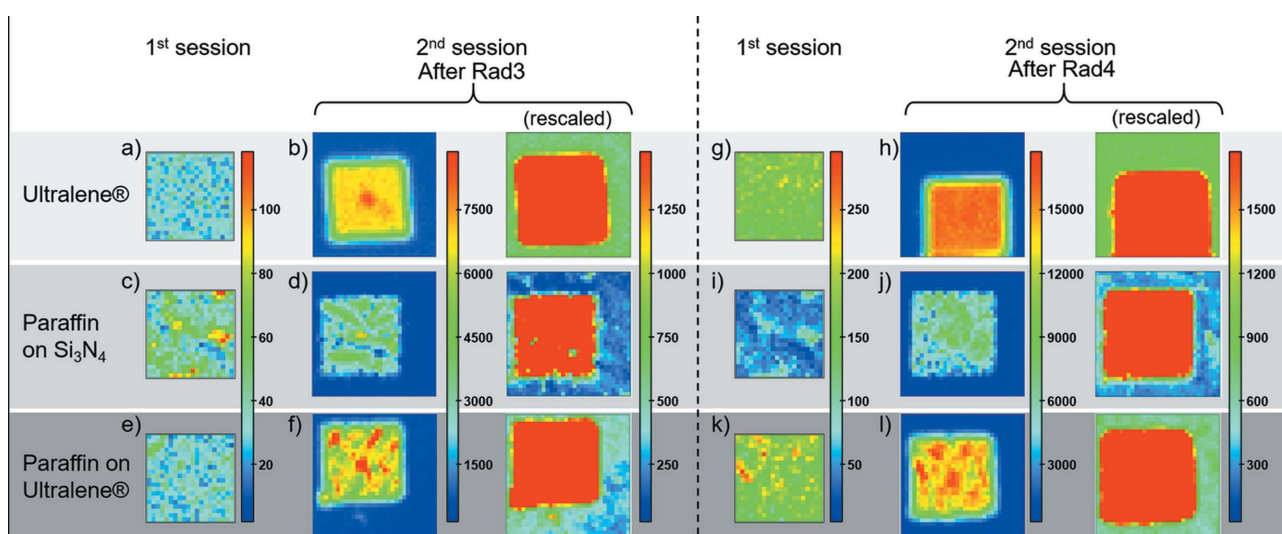 1st session
2nd session
After Rad3
(rescaled)
1st session
2nd session
After Rad4
(rescaled)
Ultralene®
a)
b)
g)
h)
100
80
60
40
20
7500
6000
4500
3000
1500
1250
1000
750
500
250
250
200
150
100
50
15000
12000
9000
6000
3000
1500
1200
900
600
300
Paraffin
on Si3N4
c)
d)
i)
j)
Paraffin on
Ultralene®
e)
f)
k)
l)